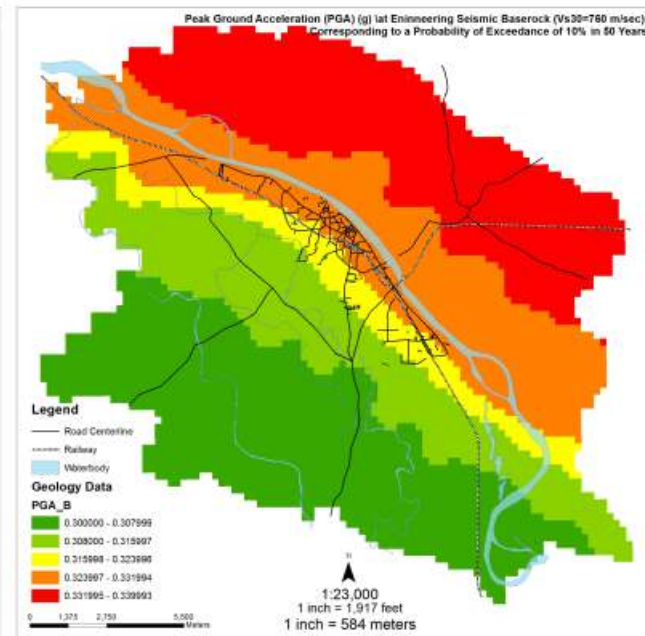 Peak Ground Acceleration (PGA) (g) \at Eninneering Seismic Baserock (Vs30=760 m/sec)
Corresponding to a Probability of Exceedance of 10% in 50 Years
Legend
Road Centerline
Railway
Waterbody
Geology Data
PGA_B
0.300000 - 0.307999
0.308000 - 0.315997
0.315998 - 0.323996
0.323997 - 0.331994
0.331995 - 0.339993
N
0 1,375 2,750 5,500
Meters
1:23,000
1 inch = 1,917 feet
1 inch = 584 meters